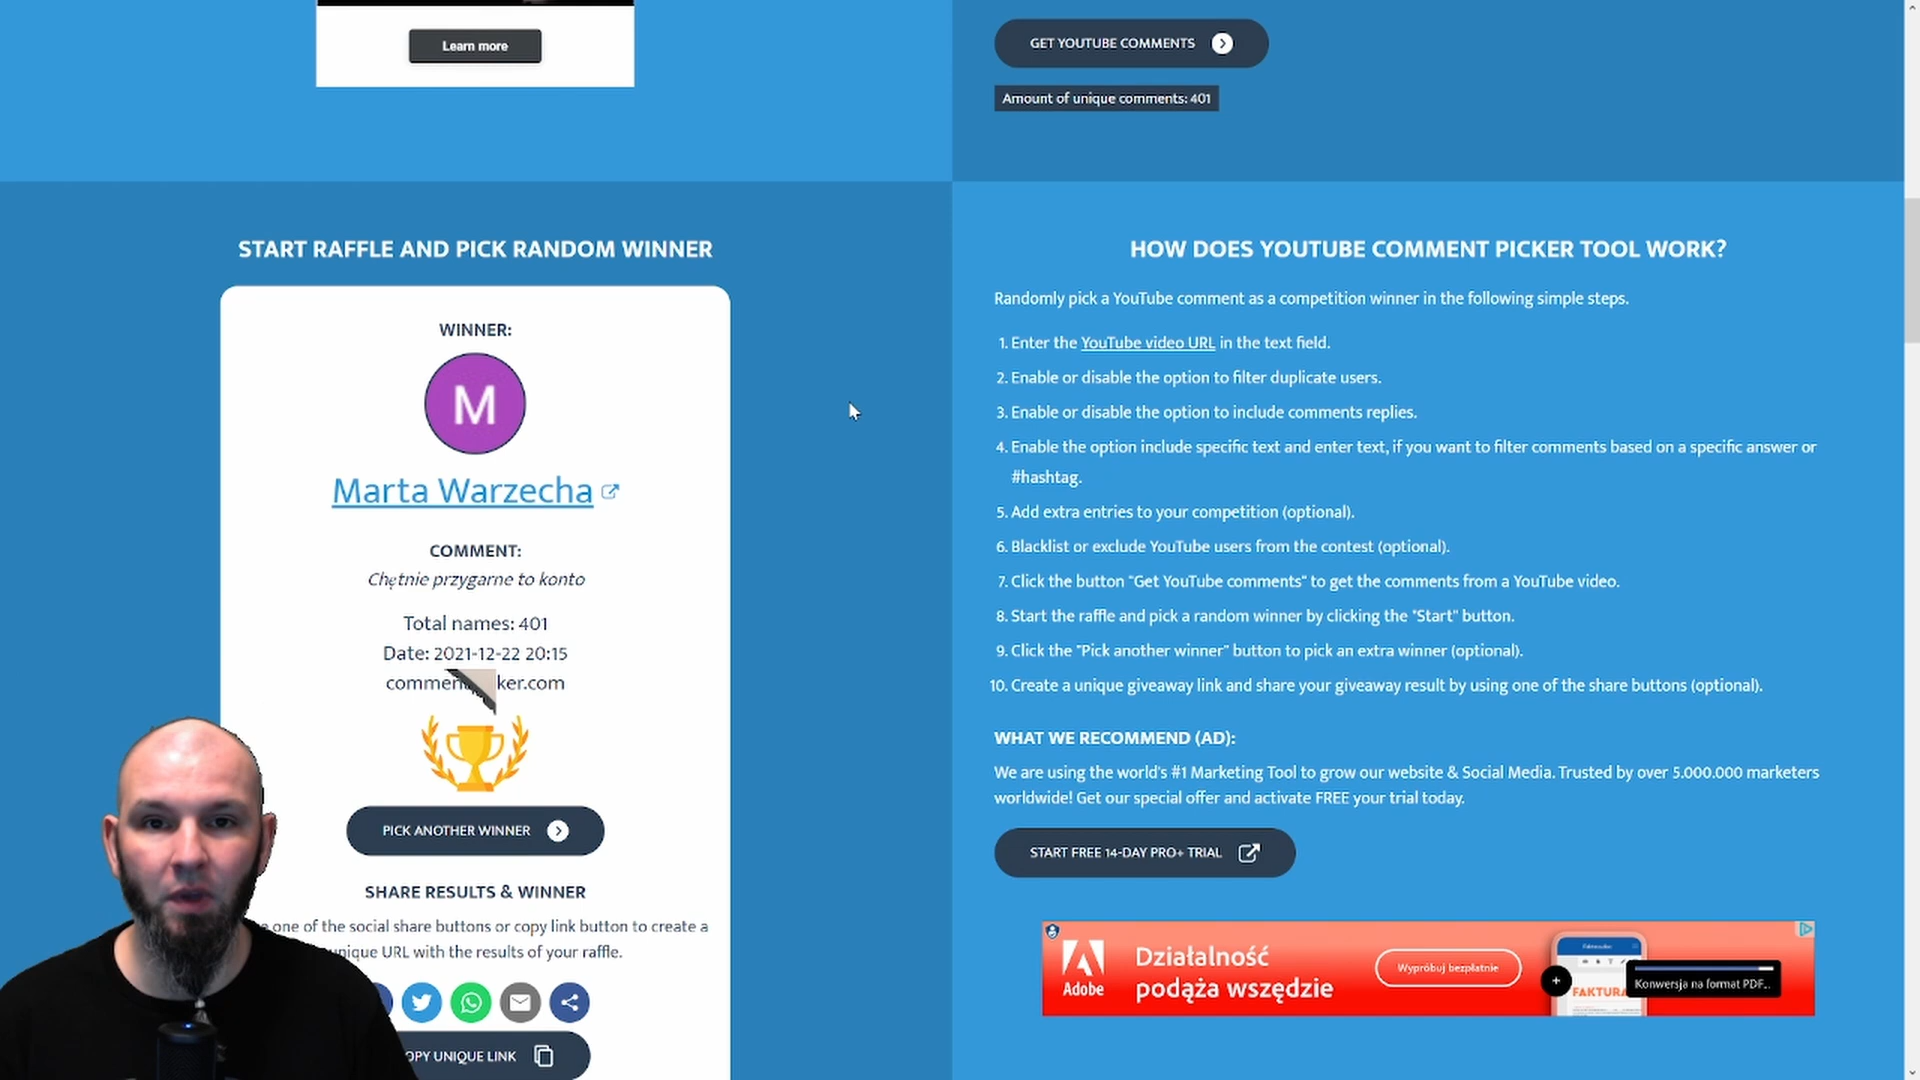 Learn more
GET YOUTUBE COMMENTS
Amount of unique comments: 401
START RAFFLE AND PICK RANDOM WINNER
WINNER:
M
Marta Warzecha
COMMENT:
Chętnie przygarne to konto
Total names: 401
Date: 2021-12-22 20:15
commen ker.com
PICK ANOTHER WINNER
SHARE RESULTS & WINNER
one of the social share buttons or copy link button to create a
unique URL with the results of your raffle.
OPY UNIQUE LINK
HOW DOES YOUTUBE COMMENT PICKER TOOL WORK?
Randomly pick a YouTube comment as a competition winner in the following simple steps.
1. Enter the YouTube video URL in the text field.
2. Enable or disable the option to filter duplicate users.
3. Enable or disable the option to include comments replies.
4. Enable the option include specific text and enter text, if you want to filter comments based on a specific answer or
#hashtag.
5. Add extra entries to your competition (optional).
6. Blacklist or exclude YouTube users from the contest (optional).
7. Click the button "Get YouTube comments" to get the comments from a YouTube video.
8. Start the raffle and pick a random winner by clicking the "Start" button.
9. Click the "Pick another winner" button to pick an extra winner (optional).
10. Create a unique giveaway link and share your giveaway result by using one of the share buttons (optional).
WHAT WE RECOMMEND (AD):
We are using the world's #1 Marketing Tool to grow our website & Social Media. Trusted by over 5.000.000 marketers
worldwide! Get our special offer and activate FREE your trial today.
START FREE 14-DAY PRO+ TRIAL
Adobe
Działalność
podąża wszędzie
Wypróbuj bezpłatnie
FAKTURA
Konwersja na format PDF...